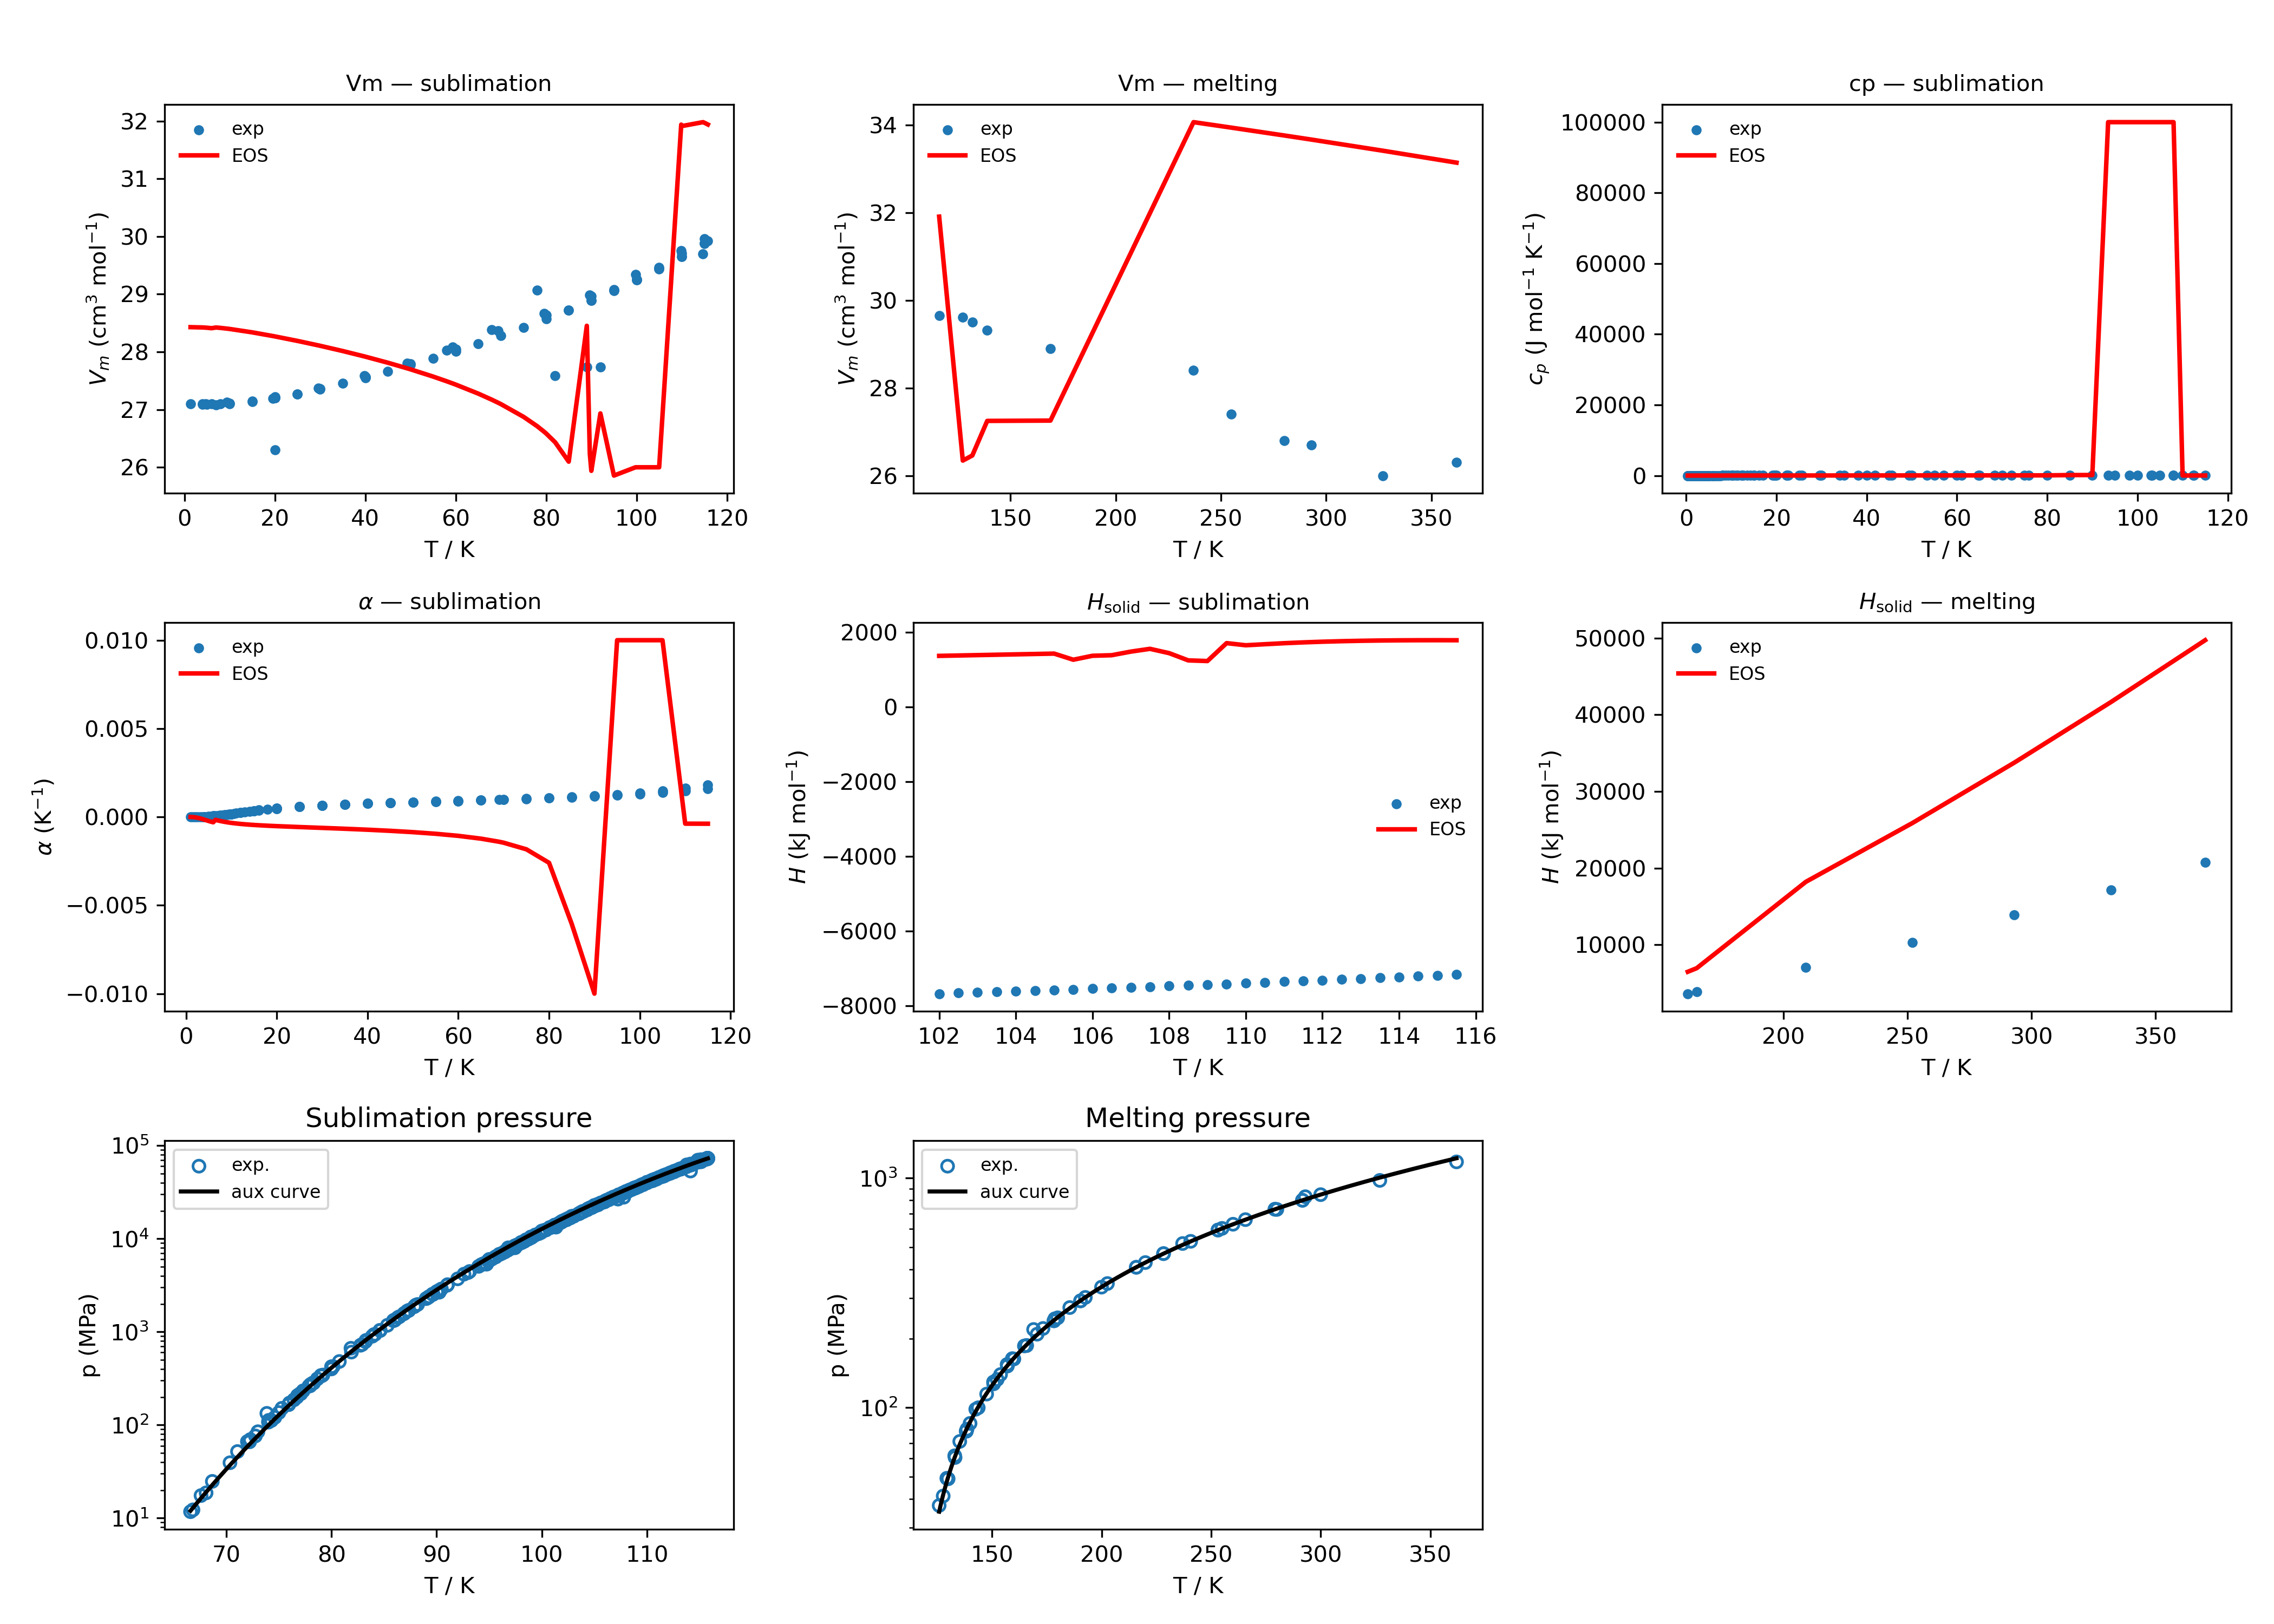 Vm — sublimation
32
31
30
29
28
27
26
0 20 40 60 80 100 120
T / K
V_m (cm³ mol⁻¹)
exp
EOS
Vm — melting
34
32
30
28
26
150 200 250 300 350
T / K
V_m (cm³ mol⁻¹)
exp
EOS
cp — sublimation
100000
80000
60000
40000
20000
0
0 20 40 60 80 100 120
T / K
c_p (J mol⁻¹ K⁻¹)
exp
EOS
α — sublimation
0.010
0.005
0.000
−0.005
−0.010
0 20 40 60 80 100 120
T / K
α (K⁻¹)
exp
EOS
H_solid — sublimation
2000
0
−2000
−4000
−6000
−8000
102 104 106 108 110 112 114 116
T / K
H (kJ mol⁻¹)
exp
EOS
H_solid — melting
50000
40000
30000
20000
10000
200 250 300 350
T / K
H (kJ mol⁻¹)
exp
EOS
Sublimation pressure
10⁵
10⁴
10³
10²
10¹
70 80 90 100 110
T / K
p (MPa)
exp.
aux curve
Melting pressure
10³
10²
150 200 250 300 350
T / K
p (MPa)
exp.
aux curve